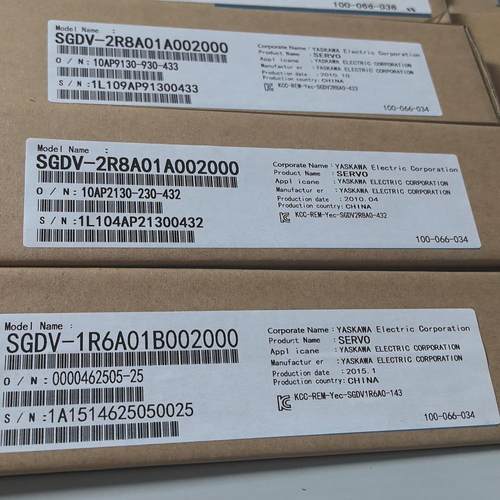 100-066-036
Model Name :
SGDV-2R8A01A002000
O / N : 10AP9130-930-433
S / N : 1L109AP91300433
Corporate Name : YASKAWA Electric Corporation
Product Name : SERVO
Appl icane : YASKAWA ELECTRIC CORPORATION
Manufactur er : YASKAWA ELECTRIC CORPORATION
Production date : 2010. 10
Production country: CHINA
KCC-REM-Yec-SGDV2R8A0-433
100-066-034
Model Name :
SGDV-2R8A01A002000
O / N : 10AP2130-230-432
S / N : 1L104AP21300432
Corporate Name : YASKAWA Electric Corporation
Product Name : SERVO
Appl icane : YASKAWA ELECTRIC CORPORATION
Manufactur er : YASKAWA ELECTRIC CORPORATION
Production date : 2010. 04
Production country: CHINA
KCC-REM-Yec-SGDV2R8A0-432
100-066-034
Model Name :
SGDV-1R6A01B002000
O / N : 0000462505-25
S / N : 1A1514625050025
Corporate Name : YASKAWA Electric Corporation
Product Name : SERVO
Appl icane : YASKAWA ELECTRIC CORPORATION
Manufactur er : YASKAWA ELECTRIC CORPORATION
Production date : 2015. 1
Production country: CHINA
KCC-REM-Yec-SGDV1R6A0-143
100-066-034